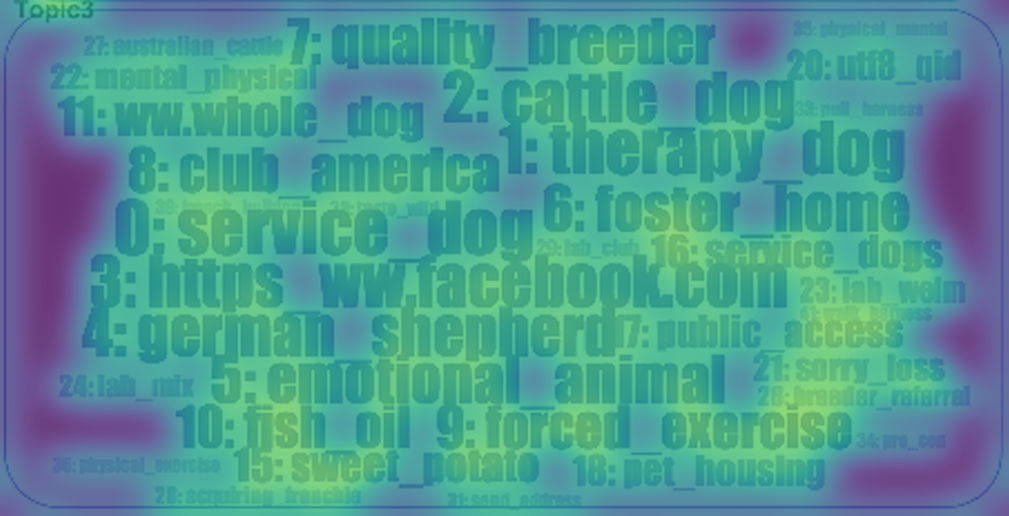 Topic3
7: quality_breeder
27: australian_cattle
35: physical_mental
22: mental_physical
20: utf8_qid
2: cattle_dog
11: ww.whole_dog
33: pull_harness
1: therapy_dog
8: club_america
6: foster_home
0: service_dog
29: lab_club
16: service_dogs
3: https_ww.facebook.com
23: lab_weim
4: german_shepherd
17: public_access
21: sorry_loss
24: lab_mix
5: emotional_animal
28: breeder_referral
10: fish_oil
9: forced_exercise
34: pro_con
36: physical_exercise
15: sweet_potato
18: pet_housing
26: acquiring_frenchie
31: send_address